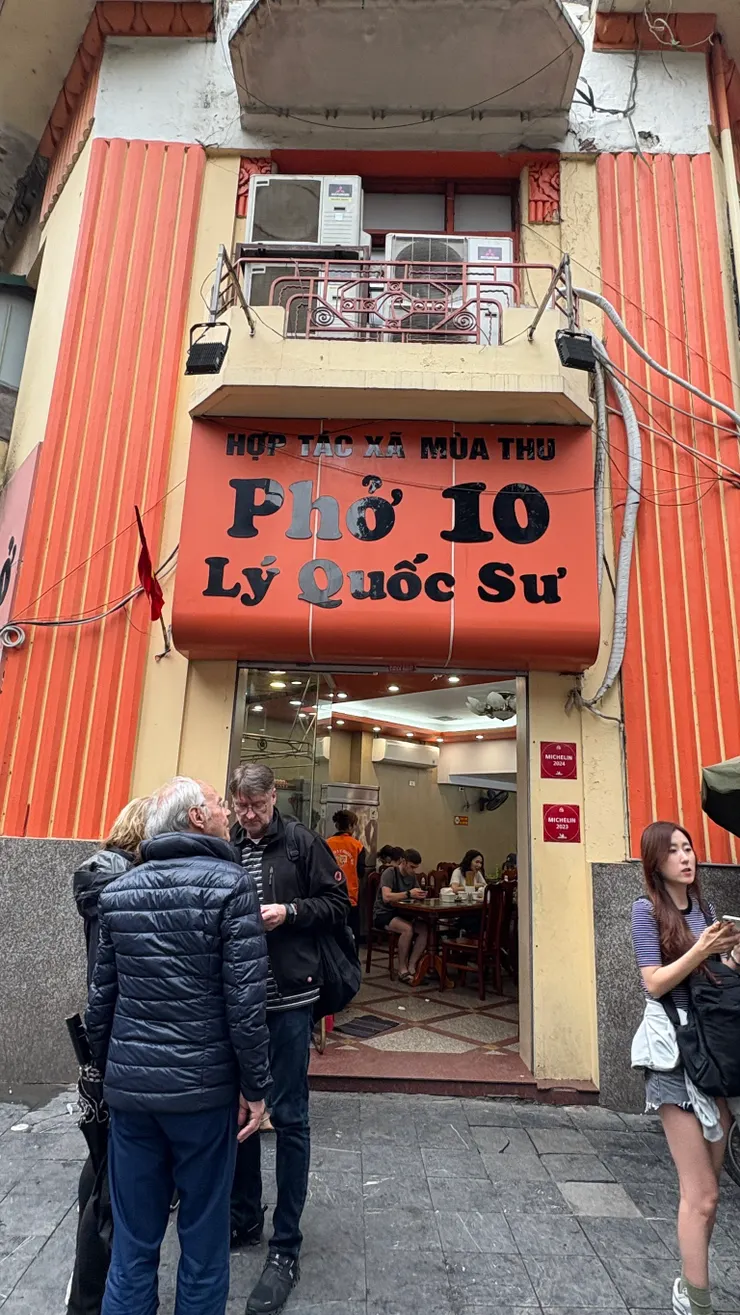 HỢP TÁC XÃ MÙA THU
Phở 10
Lý Quốc Sư
MICHELIN
2024
MICHELIN
2023